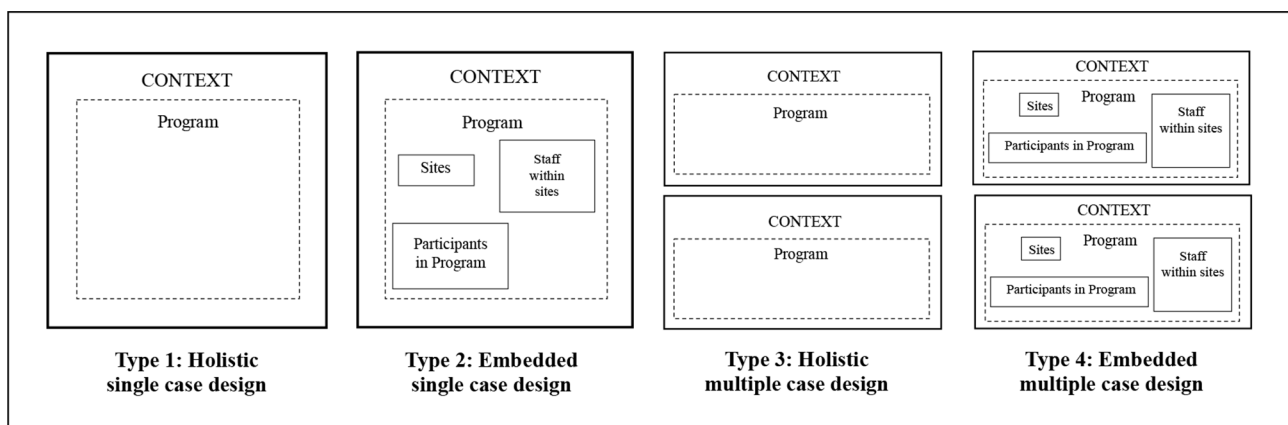 CONTEXT
Program
Type 1: Holistic
single case design
CONTEXT
Program
Sites
Staff
within
sites
Participants
in Program
Type 2: Embedded
single case design
CONTEXT
Program
CONTEXT
Program
Type 3: Holistic
multiple case design
CONTEXT
Program
Sites
Staff
within sites
Participants in Program
CONTEXT
Program
Sites
Staff
within sites
Participants in Program
Type 4: Embedded
multiple case design